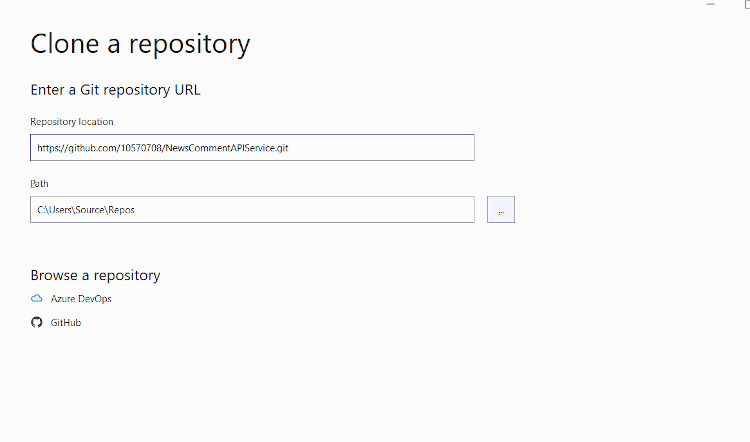 Clone a repository
Enter a Git repository URL
Repository location
https://github.com/10570708/NewsCommentAPIService.git
Path
C:\Users\Source\Repos
...
Browse a repository
Azure DevOps
GitHub